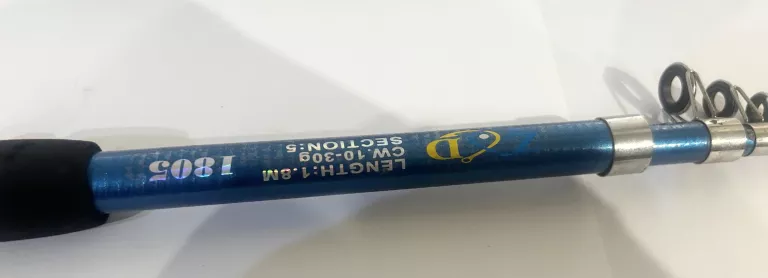 LENGTH:1.8M
CW.10-30g
SECTION:5
1805